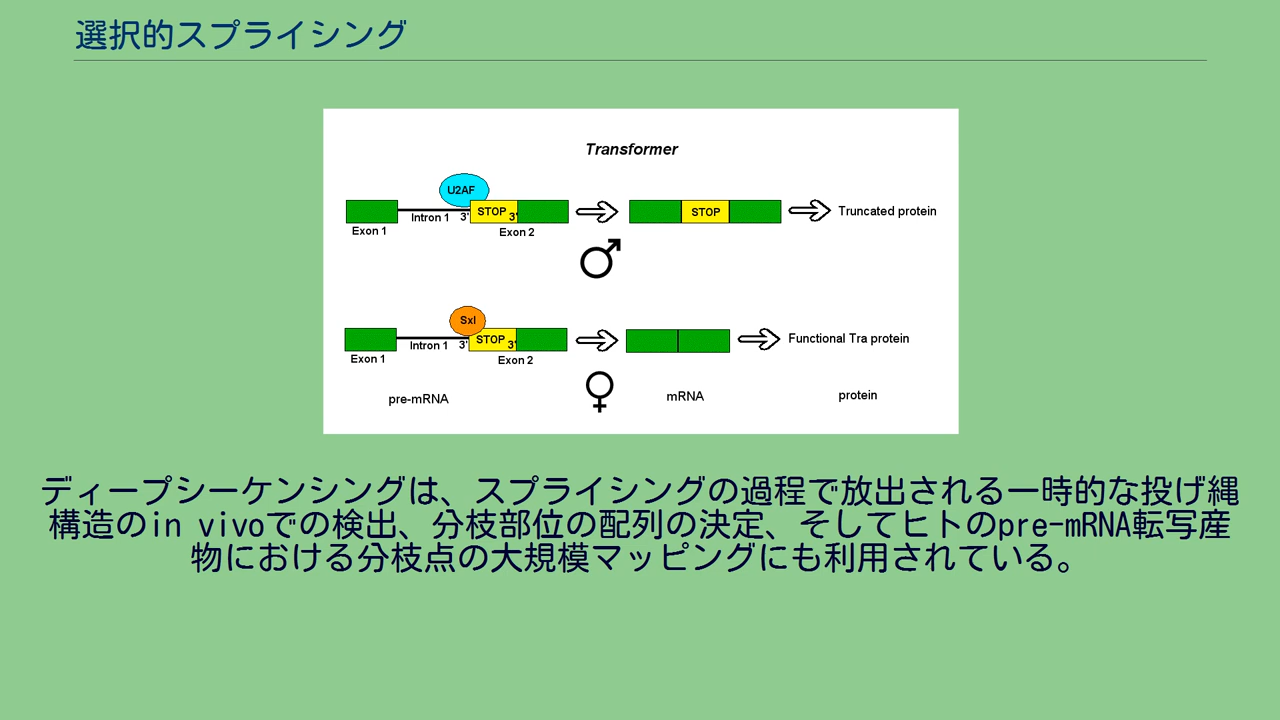 選択的スプライシング
Transformer
U2AF
STOP
3'
Intron 1
3'
Exon 1
Exon 2
STOP
Truncated protein
♂
Sxl
STOP
3'
Intron 1
3'
Exon 1
Exon 2
Functional Tra protein
♀
pre-mRNA
mRNA
protein
ディープシーケンシングは、スプライシングの過程で放出される一時的な投げ縄
構造のin vivoでの検出、分枝部位の配列の決定、そしてヒトのpre-mRNA転写産
物における分枝点の大規模マッピングにも利用されている。